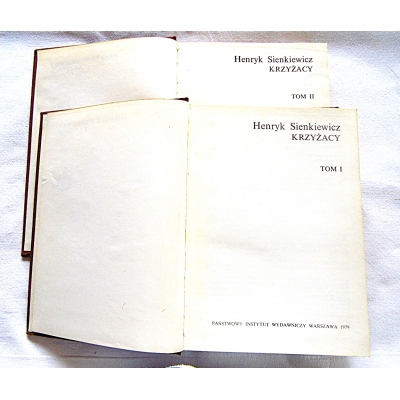 Henryk Sienkiewicz
KRZYŻACY
TOM II
Henryk Sienkiewicz
KRZYŻACY
TOM I
PAŃSTWOWY INSTYTUT WYDAWNICZY WARSZAWA 1979